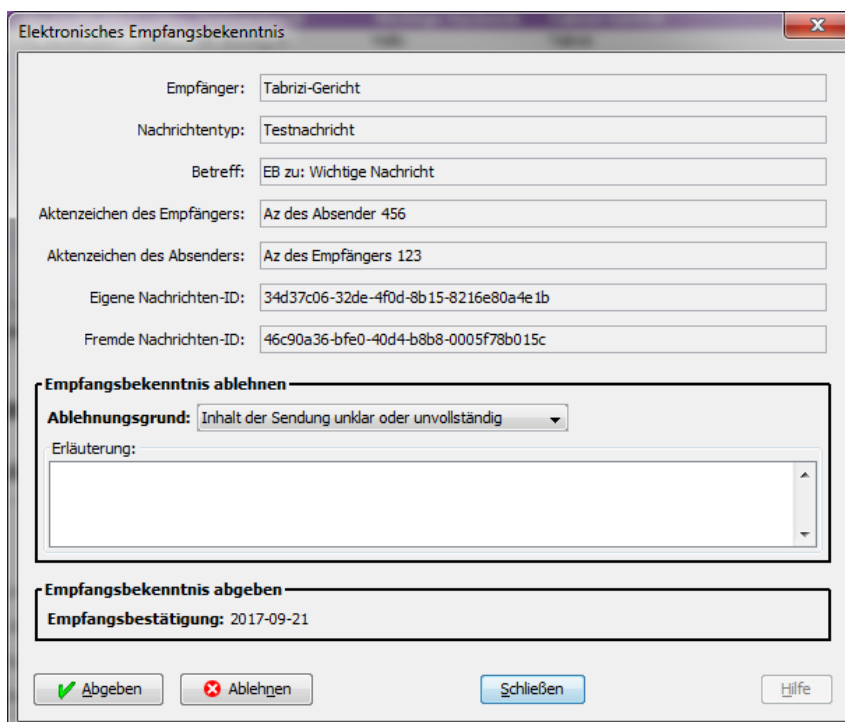 Elektronisches Empfangsbekenntnis
Empfänger: Tabrizi-Gericht
Nachrichtentyp: Testnachricht
Betreff: EB zu: Wichtige Nachricht
Aktenzeichen des Empfängers: Az des Absender 456
Aktenzeichen des Absenders: Az des Empfängers 123
Eigene Nachrichten-ID: 34d37c06-32de-4f0d-8b15-8216e80a4e1b
Fremde Nachrichten-ID: 46c90a36-bfe0-40d4-b8b8-0005f78b015c
Empfangsbekenntnis ablehnen
Ablehnungsgrund: Inhalt der Sendung unklar oder unvollständig
Erläuterung:
Empfangsbekenntnis abgeben
Empfangsbestätigung: 2017-09-21
Abgeben Ablehnen Schließen Hilfe